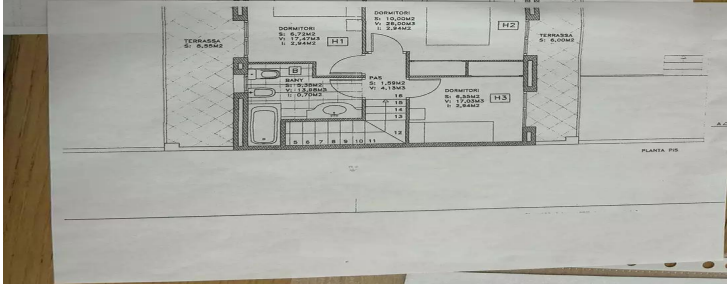 DORMITORI
S: 6,72M2
V: 17,47M3
I: 2,94M2
H1
DORMITORI
S: 10,00M2
V: 26,00M3
I: 2,94M2
H2
TERRASSA
S: 8,55M2
TERRASSA
S: 6,00M2
B
BANY
S: 5,38M2
V: 13,88M3
I: 0,70M2
PAS
S: 1,59M2
V: 4,13M3
DORMITORI
S: 6,55M2
V: 17,03M3
I: 2,94M2
H3
16
15
14
13
12
5 6 7 8 9 10 11
PLANTA PIS